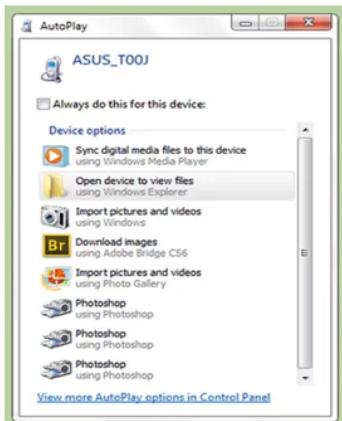 AutoPlay
ASUS_T00J
Always do this for this device:
Device options
Sync digital media files to this device
using Windows Media Player
Open device to view files
using Windows Explorer
Import pictures and videos
using Windows
Br
Download images
using Adobe Bridge CS6
Import pictures and videos
using Photo Gallery
Photoshop
using Photoshop
Photoshop
using Photoshop
Photoshop
using Photoshop
View more AutoPlay options in Control Panel